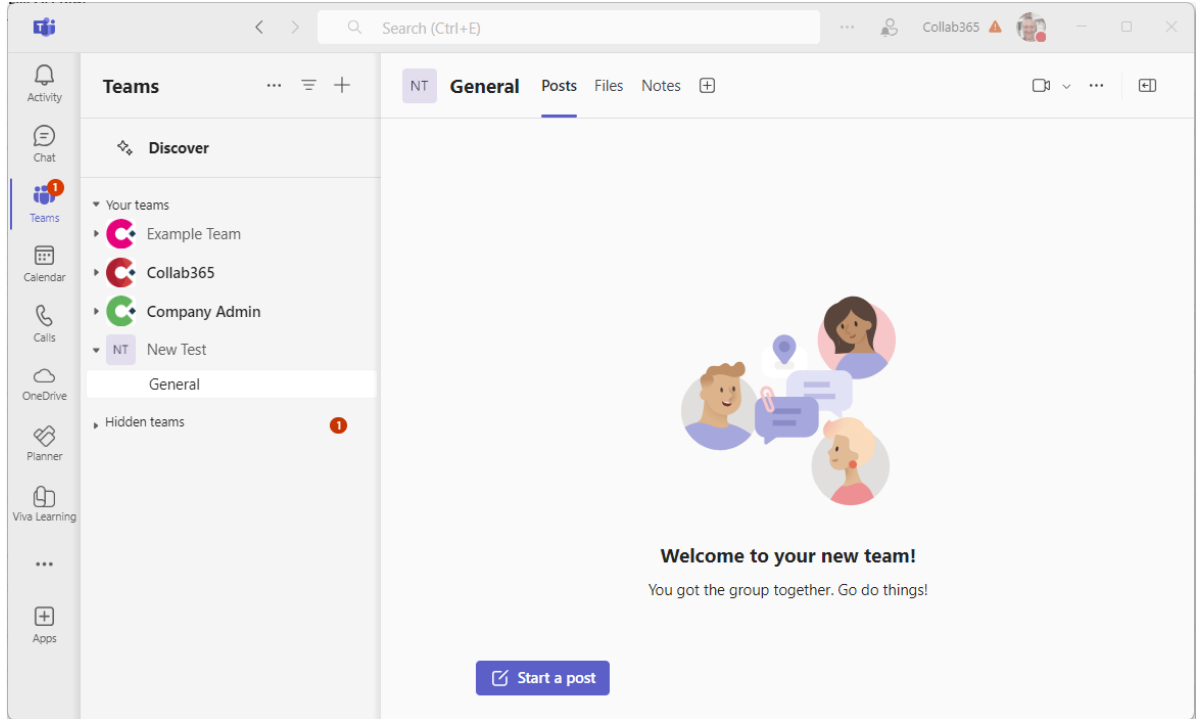 Search (Ctrl+E)
Collab365
Activity
Chat
1
Teams
Calendar
Calls
OneDrive
Planner
Viva Learning
Apps
Teams
Discover
Your teams
Example Team
Collab365
Company Admin
NT New Test
General
Hidden teams 1
NT General Posts Files Notes
Welcome to your new team!
You got the group together. Go do things!
Start a post